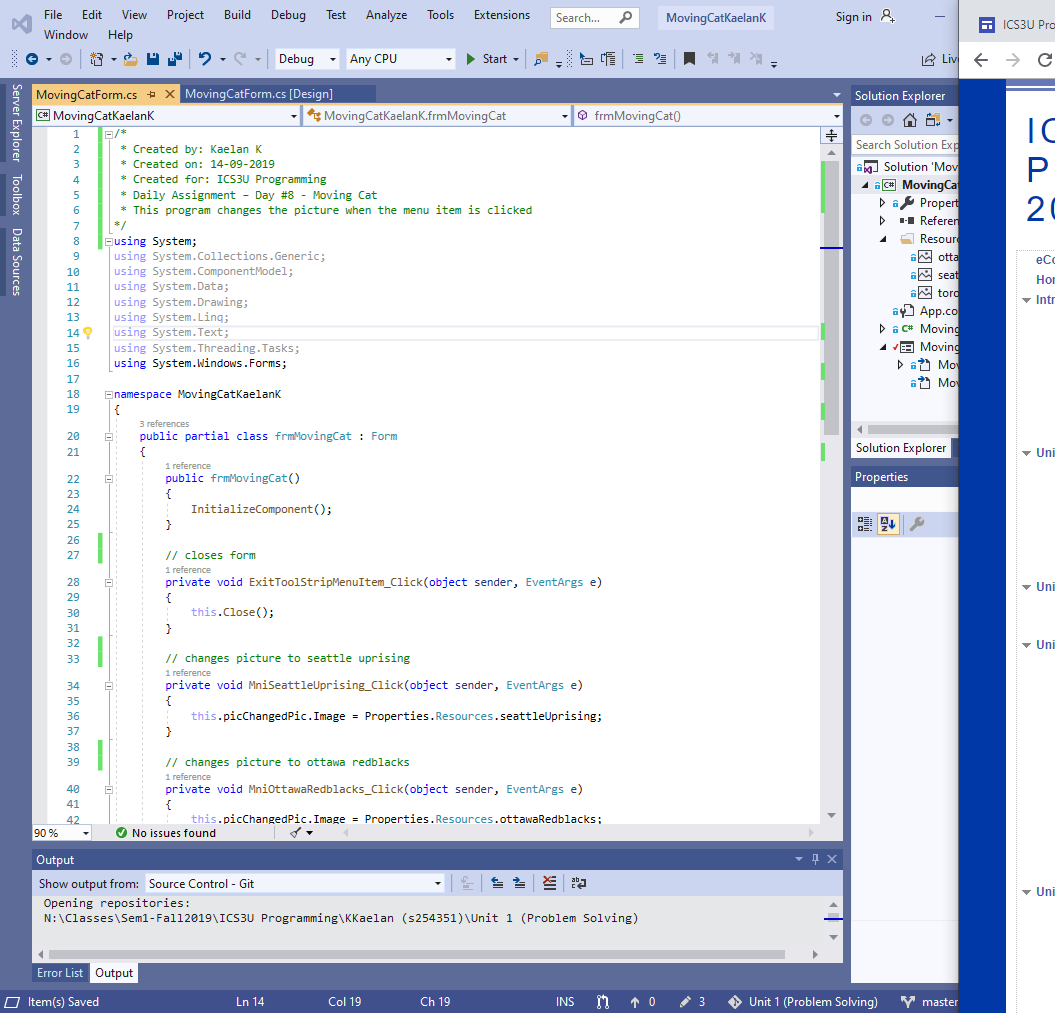 File Edit View Project Build Debug Test Analyze Tools Extensions Search... MovingCatKaelanK Sign in
Window Help
ICS3U Pro
Debug Any CPU Start Live
MovingCatForm.cs MovingCatForm.cs [Design]
MovingCatKaelanK MovingCatKaelanK.frmMovingCat frmMovingCat()
Server Explorer
Toolbox
Data Sources
1 /*
2 * Created by: Kaelan K
3 * Created on: 14-09-2019
4 * Created for: ICS3U Programming
5 * Daily Assignment – Day #8 - Moving Cat
6 * This program changes the picture when the menu item is clicked
7 */
8 using System;
9 using System.Collections.Generic;
10 using System.ComponentModel;
11 using System.Data;
12 using System.Drawing;
13 using System.Linq;
14 using System.Text;
15 using System.Threading.Tasks;
16 using System.Windows.Forms;
17
18 namespace MovingCatKaelanK
19 {
3 references
20 public partial class frmMovingCat : Form
21 {
1 reference
22 public frmMovingCat()
23 {
24 InitializeComponent();
25 }
26
27 // closes form
1 reference
28 private void ExitToolStripMenuItem_Click(object sender, EventArgs e)
29 {
30 this.Close();
31 }
32
33 // changes picture to seattle uprising
1 reference
34 private void MniSeattleUprising_Click(object sender, EventArgs e)
35 {
36 this.picChangedPic.Image = Properties.Resources.seattleUprising;
37 }
38
39 // changes picture to ottawa redblacks
1 reference
40 private void MniOttawaRedblacks_Click(object sender, EventArgs e)
41 {
42 this.picChangedPic.Image = Properties.Resources.ottawaRedblacks;
90 % No issues found
Output
Show output from: Source Control - Git
Opening repositories:
N:\Classes\Sem1-Fall2019\ICS3U Programming\KKaelan (s254351)\Unit 1 (Problem Solving)
Error List Output
Solution Explorer
Search Solution Exp
Solution 'Mov
C# MovingCat
Propert
Referen
Resour
otta
seat
toro
App.co
C# Moving
Moving
Mov
Mov
Solution Explorer
Properties
IC
P
20
eCo
Hom
Intr
Uni
Uni
Uni
Uni
Item(s) Saved Ln 14 Col 19 Ch 19 INS 0 3 Unit 1 (Problem Solving) master